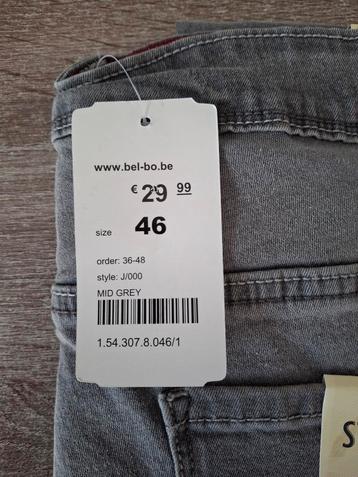 www.bel-bo.be
€ 29 99
size 46
order: 36-48
style: J/000
MID GREY
1.54.307.8.046/1
S